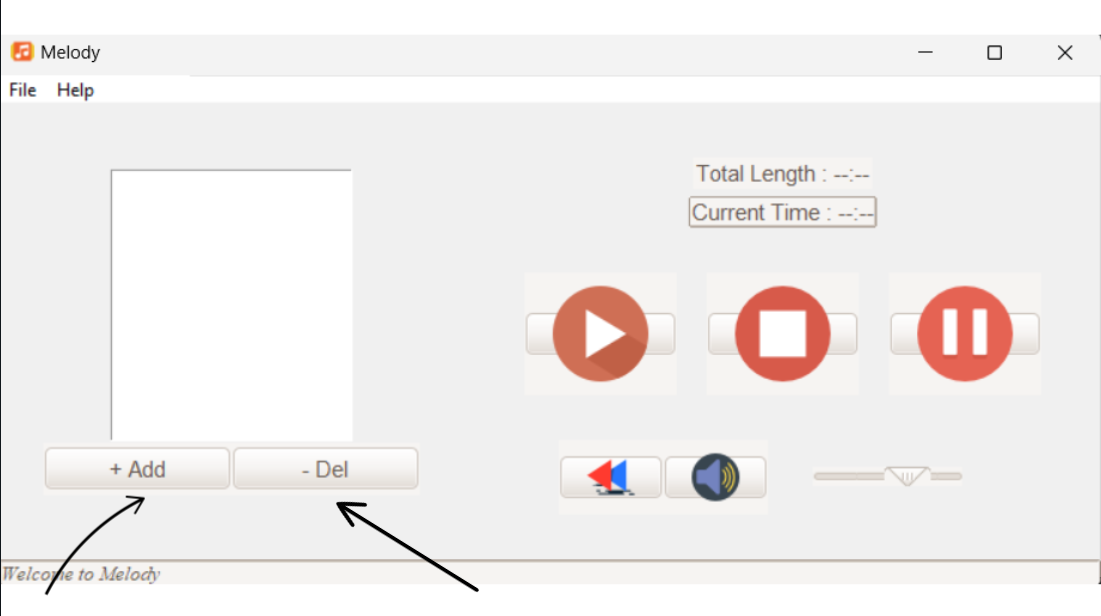 Melody
File Help
Total Length : --:--
Current Time : --:--
+ Add - Del
Welcome to Melody